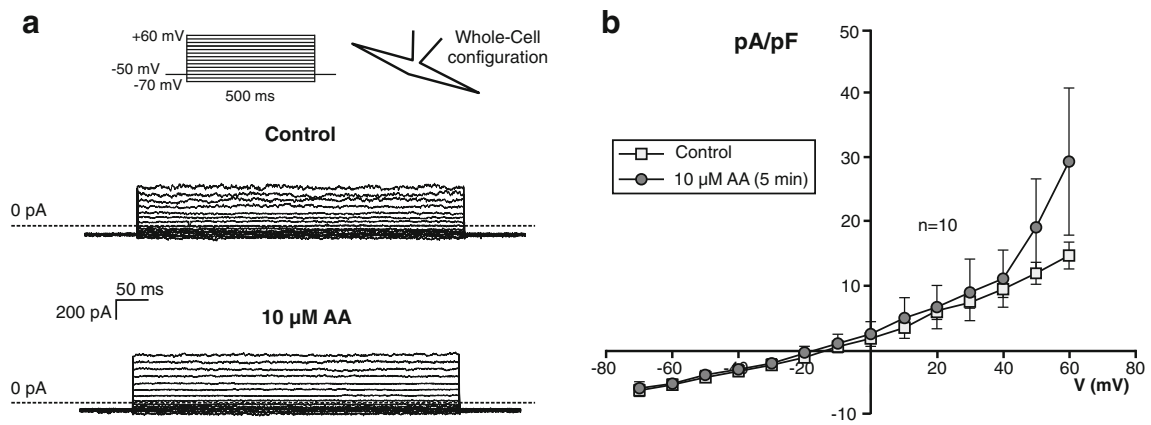 a
+60 mV
-50 mV
-70 mV
500 ms
Whole-Cell
configuration
Control
0 pA
50 ms
200 pA
10 µM AA
0 pA
b
pA/pF
50
40
30
20
10
-10
Control
10 µM AA (5 min)
n=10
-80
-60
-40
-20
20
40
60
80
V (mV)